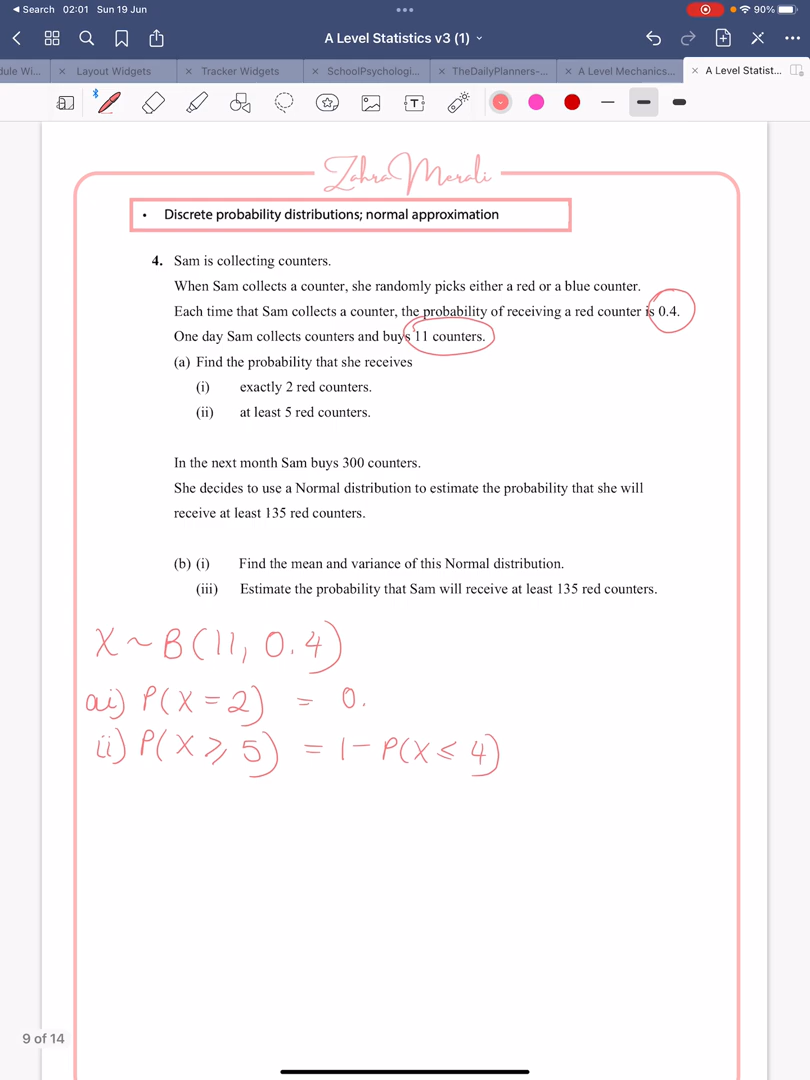 Search 02:01 Sun 19 Jun 90%
A Level Statistics v3 (1)
dule Wi... Layout Widgets Tracker Widgets SchoolPsychologi... TheDailyPlanners-... A Level Mechanics... A Level Statist...
Zahra Merali
• Discrete probability distributions; normal approximation
4. Sam is collecting counters.
When Sam collects a counter, she randomly picks either a red or a blue counter.
Each time that Sam collects a counter, the probability of receiving a red counter is 0.4.
One day Sam collects counters and buys 11 counters.
(a) Find the probability that she receives
(i) exactly 2 red counters.
(ii) at least 5 red counters.
In the next month Sam buys 300 counters.
She decides to use a Normal distribution to estimate the probability that she will
receive at least 135 red counters.
(b) (i) Find the mean and variance of this Normal distribution.
(iii) Estimate the probability that Sam will receive at least 135 red counters.
X ~ B(11, 0.4)
ai) P(X = 2) = 0.
ii) P(X ⩾ 5) = 1 - P(X ⩽ 4)
9 of 14